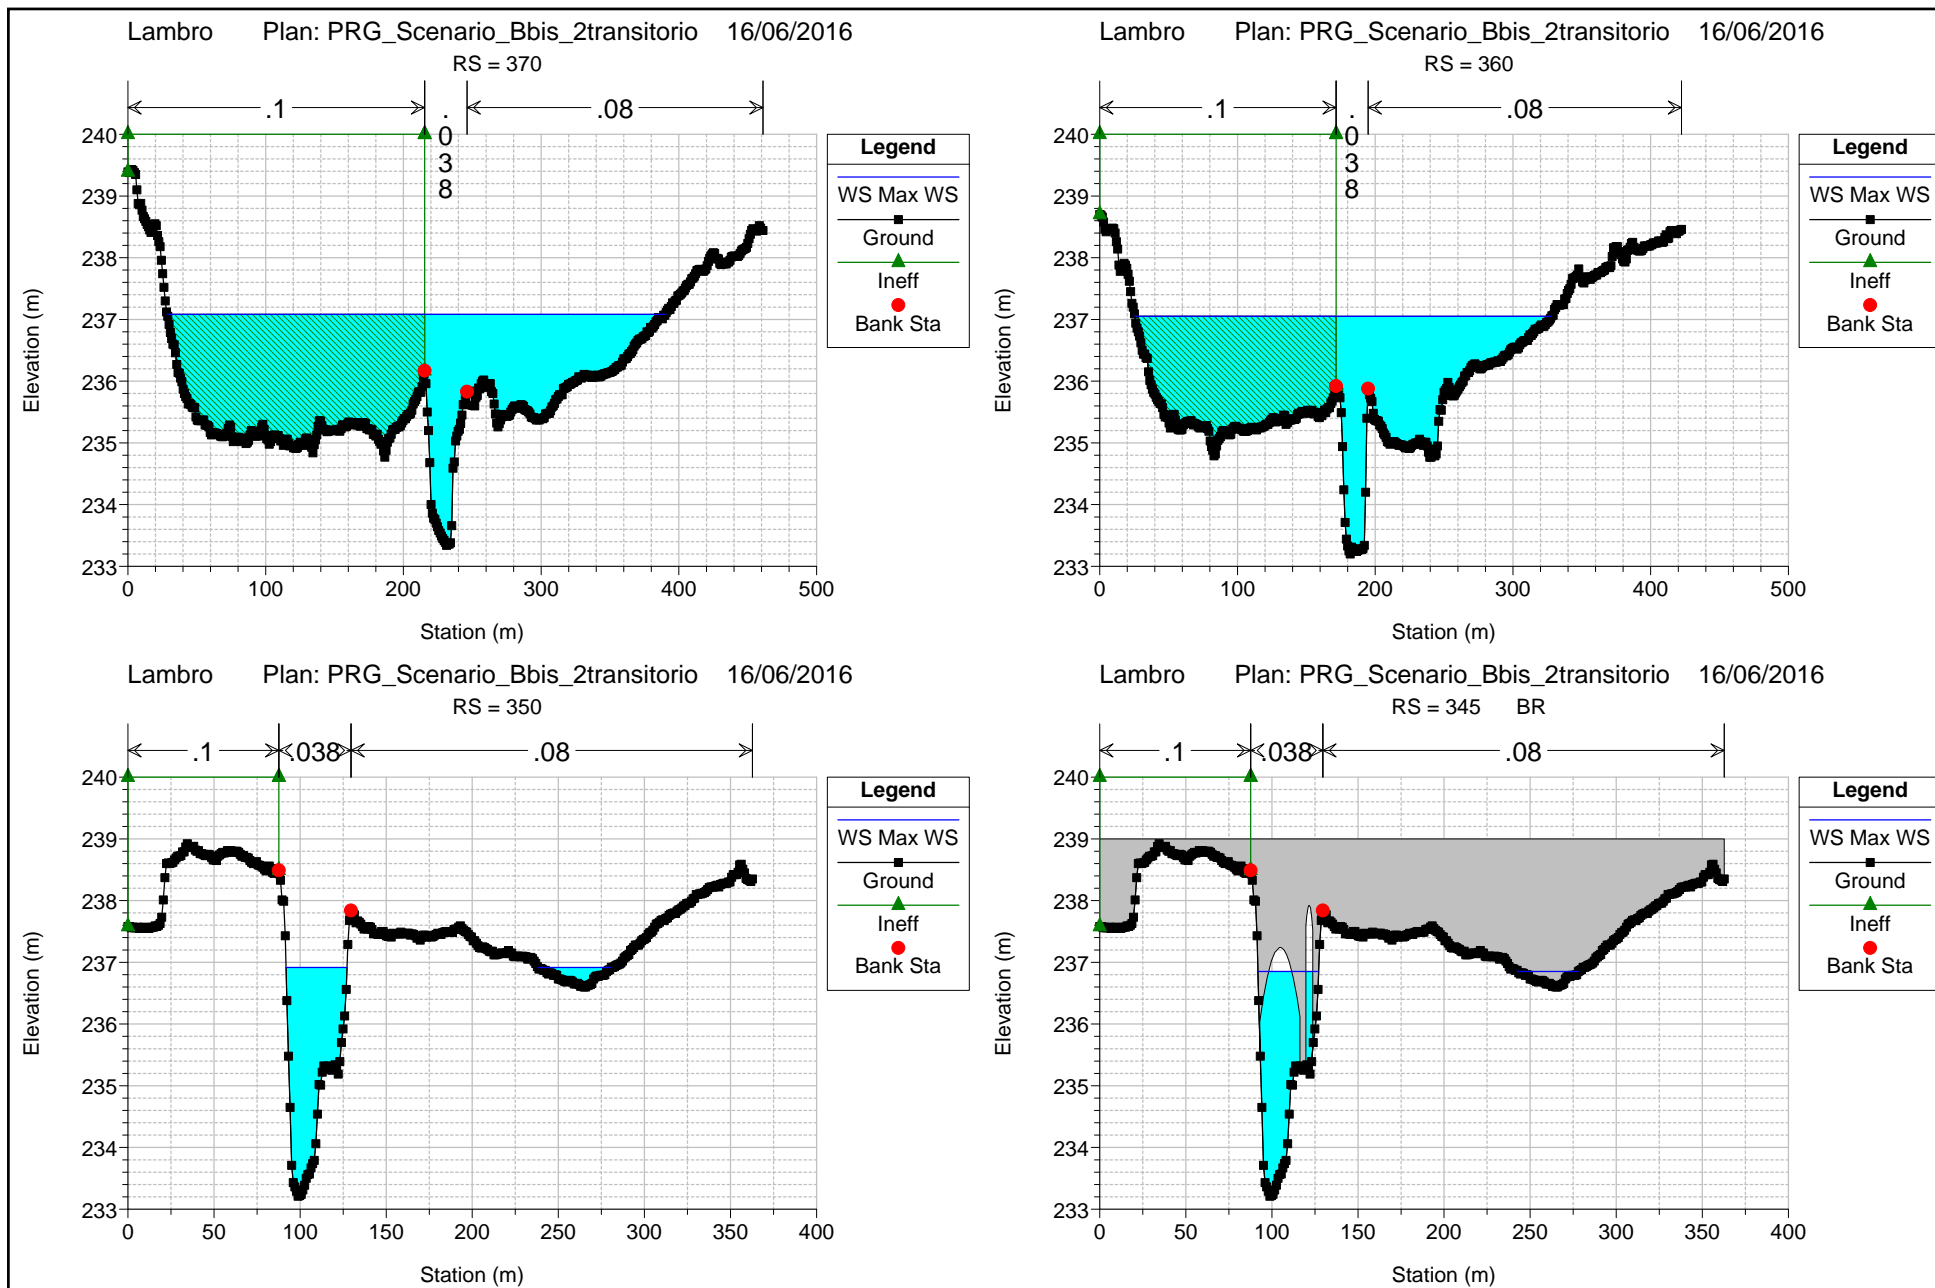 Lambro Plan: PRG_Scenario_Bbis_2transitorio 16/06/2016
RS = 370
.1 .038 .08
240
239
238
237
236
235
234
233
Elevation (m)
0 100 200 300 400 500
Station (m)
Legend
WS Max WS
Ground
Ineff
Bank Sta
Lambro Plan: PRG_Scenario_Bbis_2transitorio 16/06/2016
RS = 360
.1 .038 .08
240
239
238
237
236
235
234
233
Elevation (m)
0 100 200 300 400 500
Station (m)
Legend
WS Max WS
Ground
Ineff
Bank Sta
Lambro Plan: PRG_Scenario_Bbis_2transitorio 16/06/2016
RS = 350
.1 .038 .08
240
239
238
237
236
235
234
233
Elevation (m)
0 50 100 150 200 250 300 350 400
Station (m)
Legend
WS Max WS
Ground
Ineff
Bank Sta
Lambro Plan: PRG_Scenario_Bbis_2transitorio 16/06/2016
RS = 345 BR
.1 .038 .08
240
239
238
237
236
235
234
233
Elevation (m)
0 50 100 150 200 250 300 350 400
Station (m)
Legend
WS Max WS
Ground
Ineff
Bank Sta